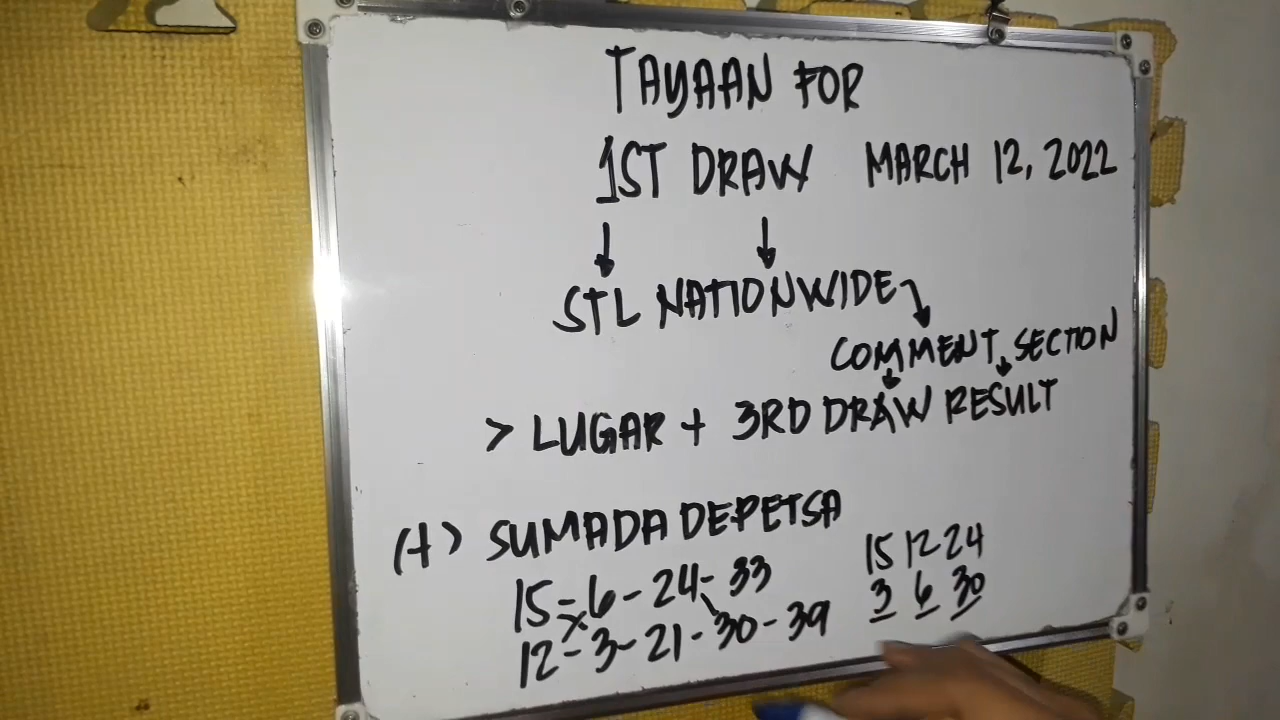 TAYAAN FOR
1ST DRAW MARCH 12, 2022
↓ ↓
STL NATIONWIDE
COMMENT SECTION
> LUGAR + 3RD DRAW RESULT
(+) SUMADA DEPETSA
15 = 6 - 24 - 33
12 - 3 - 21 - 30 - 39
15 12 24
3 6 30